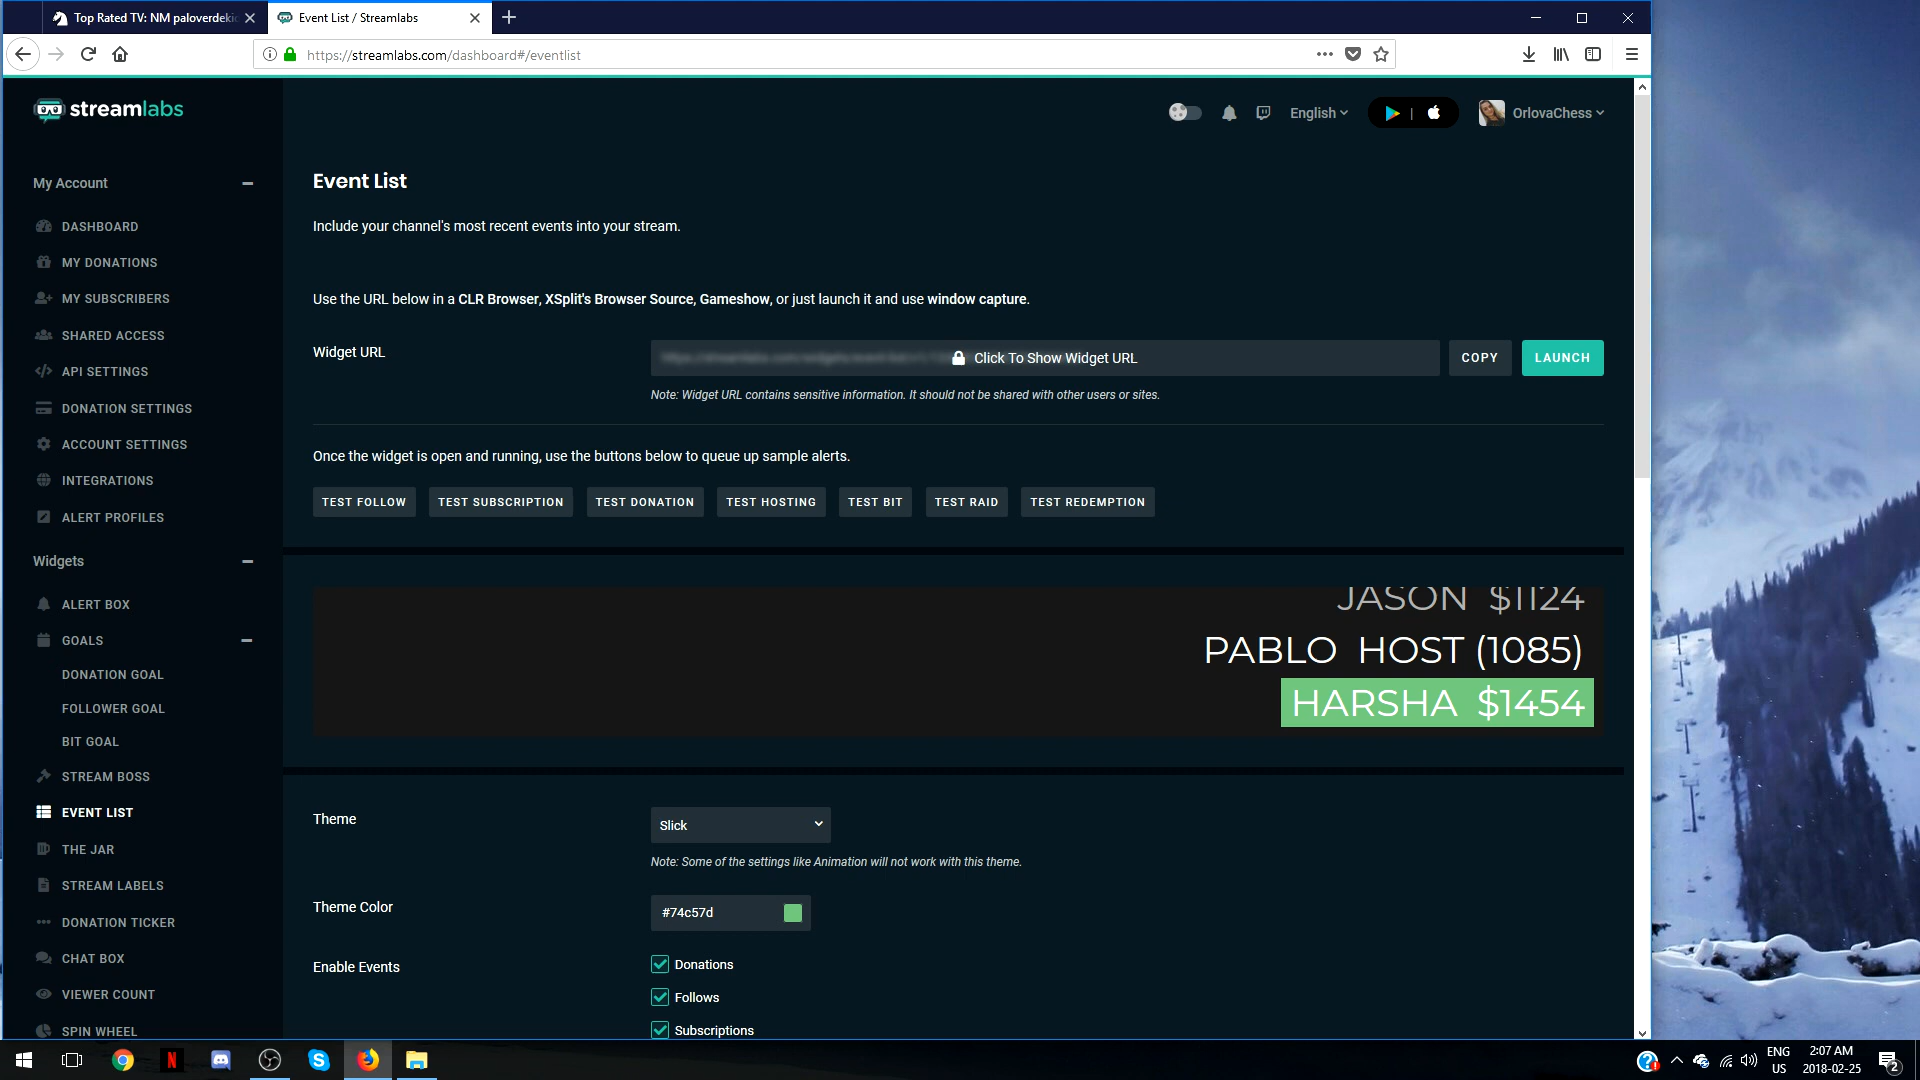 Top Rated TV: NM paloverdeki
Event List / Streamlabs
https://streamlabs.com/dashboard#/eventlist
streamlabs
English
OrlovaChess
My Account
DASHBOARD
MY DONATIONS
MY SUBSCRIBERS
SHARED ACCESS
API SETTINGS
DONATION SETTINGS
ACCOUNT SETTINGS
INTEGRATIONS
ALERT PROFILES
Widgets
ALERT BOX
GOALS
DONATION GOAL
FOLLOWER GOAL
BIT GOAL
STREAM BOSS
EVENT LIST
THE JAR
STREAM LABELS
DONATION TICKER
CHAT BOX
VIEWER COUNT
SPIN WHEEL
Event List
Include your channel's most recent events into your stream.
Use the URL below in a CLR Browser, XSplit's Browser Source, Gameshow, or just launch it and use window capture.
Widget URL
Click To Show Widget URL
COPY
LAUNCH
Note: Widget URL contains sensitive information. It should not be shared with other users or sites.
Once the widget is open and running, use the buttons below to queue up sample alerts.
TEST FOLLOW
TEST SUBSCRIPTION
TEST DONATION
TEST HOSTING
TEST BIT
TEST RAID
TEST REDEMPTION
JASON $1124
PABLO HOST (1085)
HARSHA $1454
Theme
Slick
Note: Some of the settings like Animation will not work with this theme.
Theme Color
#74c57d
Enable Events
Donations
Follows
Subscriptions
ENG
US
2:07 AM
2018-02-25
2